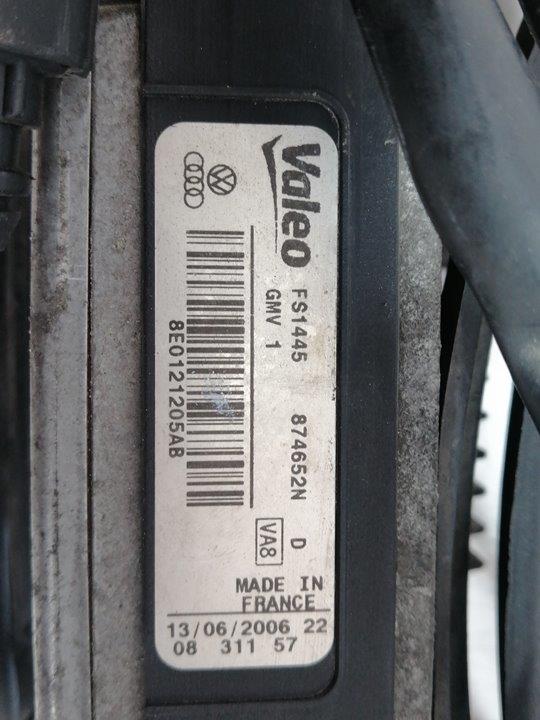 Valeo
FS1445 874652N D
GMV 1 VA8
8E0121205AB
MADE IN
FRANCE
13/06/2006 22
08 311 57